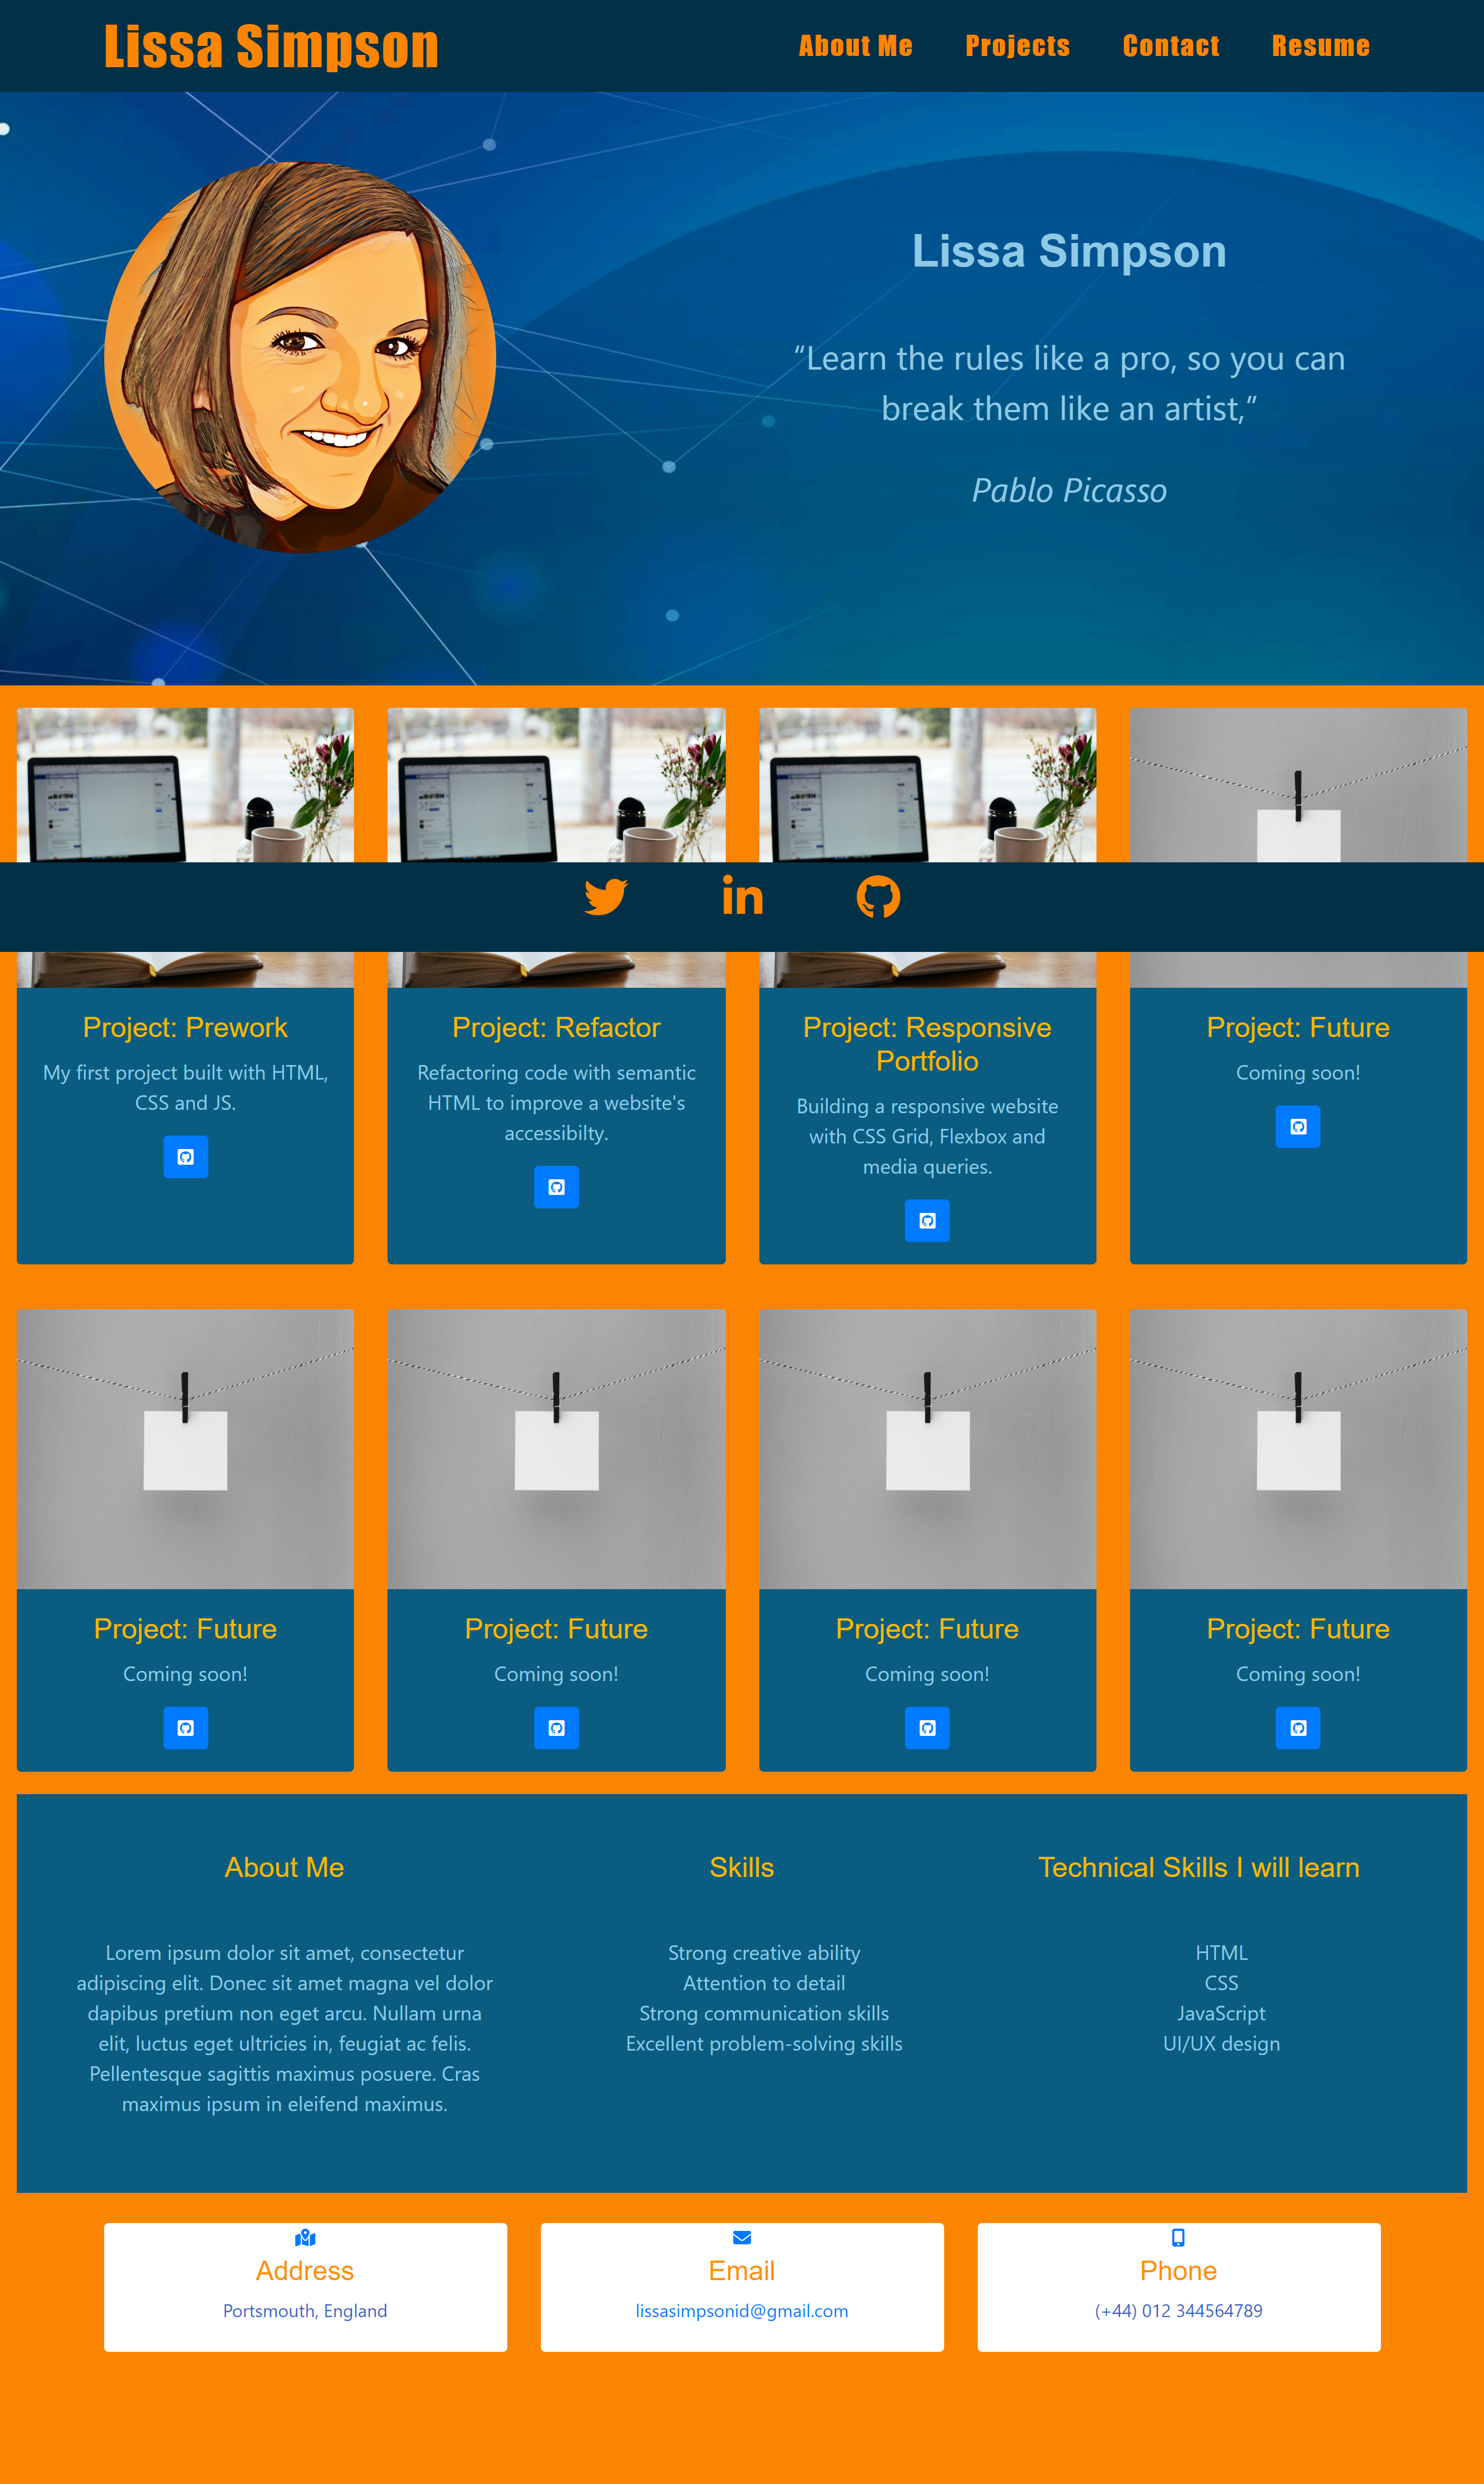 Lissa Simpson
About Me
Projects
Contact
Resume
Lissa Simpson
“Learn the rules like a pro, so you can
break them like an artist,”
Pablo Picasso
Project: Prework
My first project built with HTML,
CSS and JS.
Project: Refactor
Refactoring code with semantic
HTML to improve a website's
accessibilty.
Project: Responsive
Portfolio
Building a responsive website
with CSS Grid, Flexbox and
media queries.
Project: Future
Coming soon!
Project: Future
Coming soon!
Project: Future
Coming soon!
Project: Future
Coming soon!
Project: Future
Coming soon!
About Me
Lorem ipsum dolor sit amet, consectetur
adipiscing elit. Donec sit amet magna vel dolor
dapibus pretium non eget arcu. Nullam urna
elit, luctus eget ultricies in, feugiat ac felis.
Pellentesque sagittis maximus posuere. Cras
maximus ipsum in eleifend maximus.
Skills
Strong creative ability
Attention to detail
Strong communication skills
Excellent problem-solving skills
Technical Skills I will learn
HTML
CSS
JavaScript
UI/UX design
Address
Portsmouth, England
Email
lissasimpsonid@gmail.com
Phone
(+44) 012 344564789